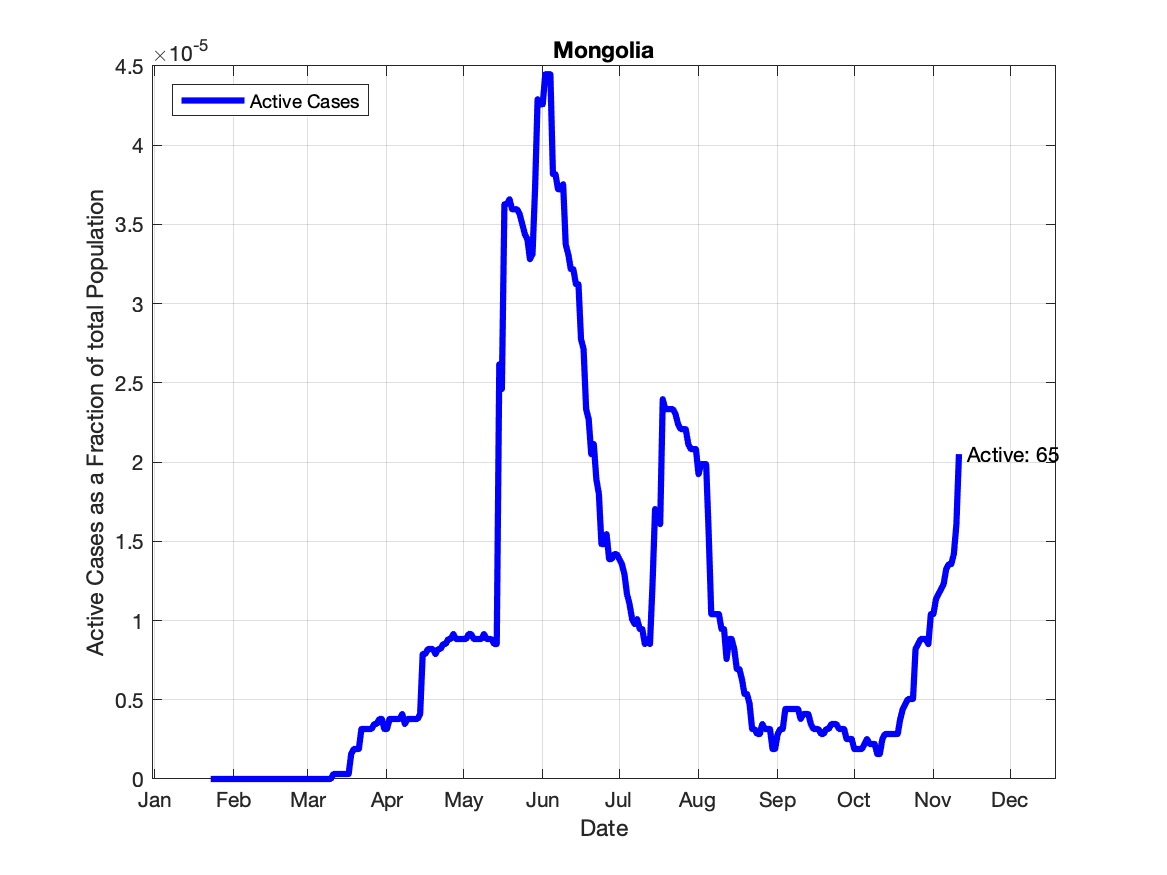 ×10-5
Mongolia
Active Cases
4.5
4
3.5
3
2.5
2
1.5
1
0.5
0
Active Cases as a Fraction of total Population
Active: 65
Jan Feb Mar Apr May Jun Jul Aug Sep Oct Nov Dec
Date